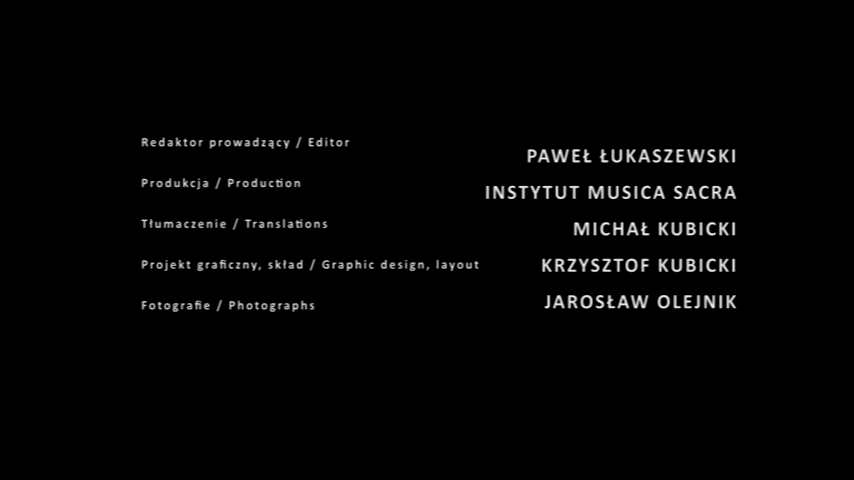 Redaktor prowadzący / Editor
PAWEŁ ŁUKASZEWSKI
Produkcja / Production
INSTYTUT MUSICA SACRA
Tłumaczenie / Translations
MICHAŁ KUBICKI
Projekt graficzny, skład / Graphic design, layout
KRZYSZTOF KUBICKI
Fotografie / Photographs
JAROSŁAW OLEJNIK